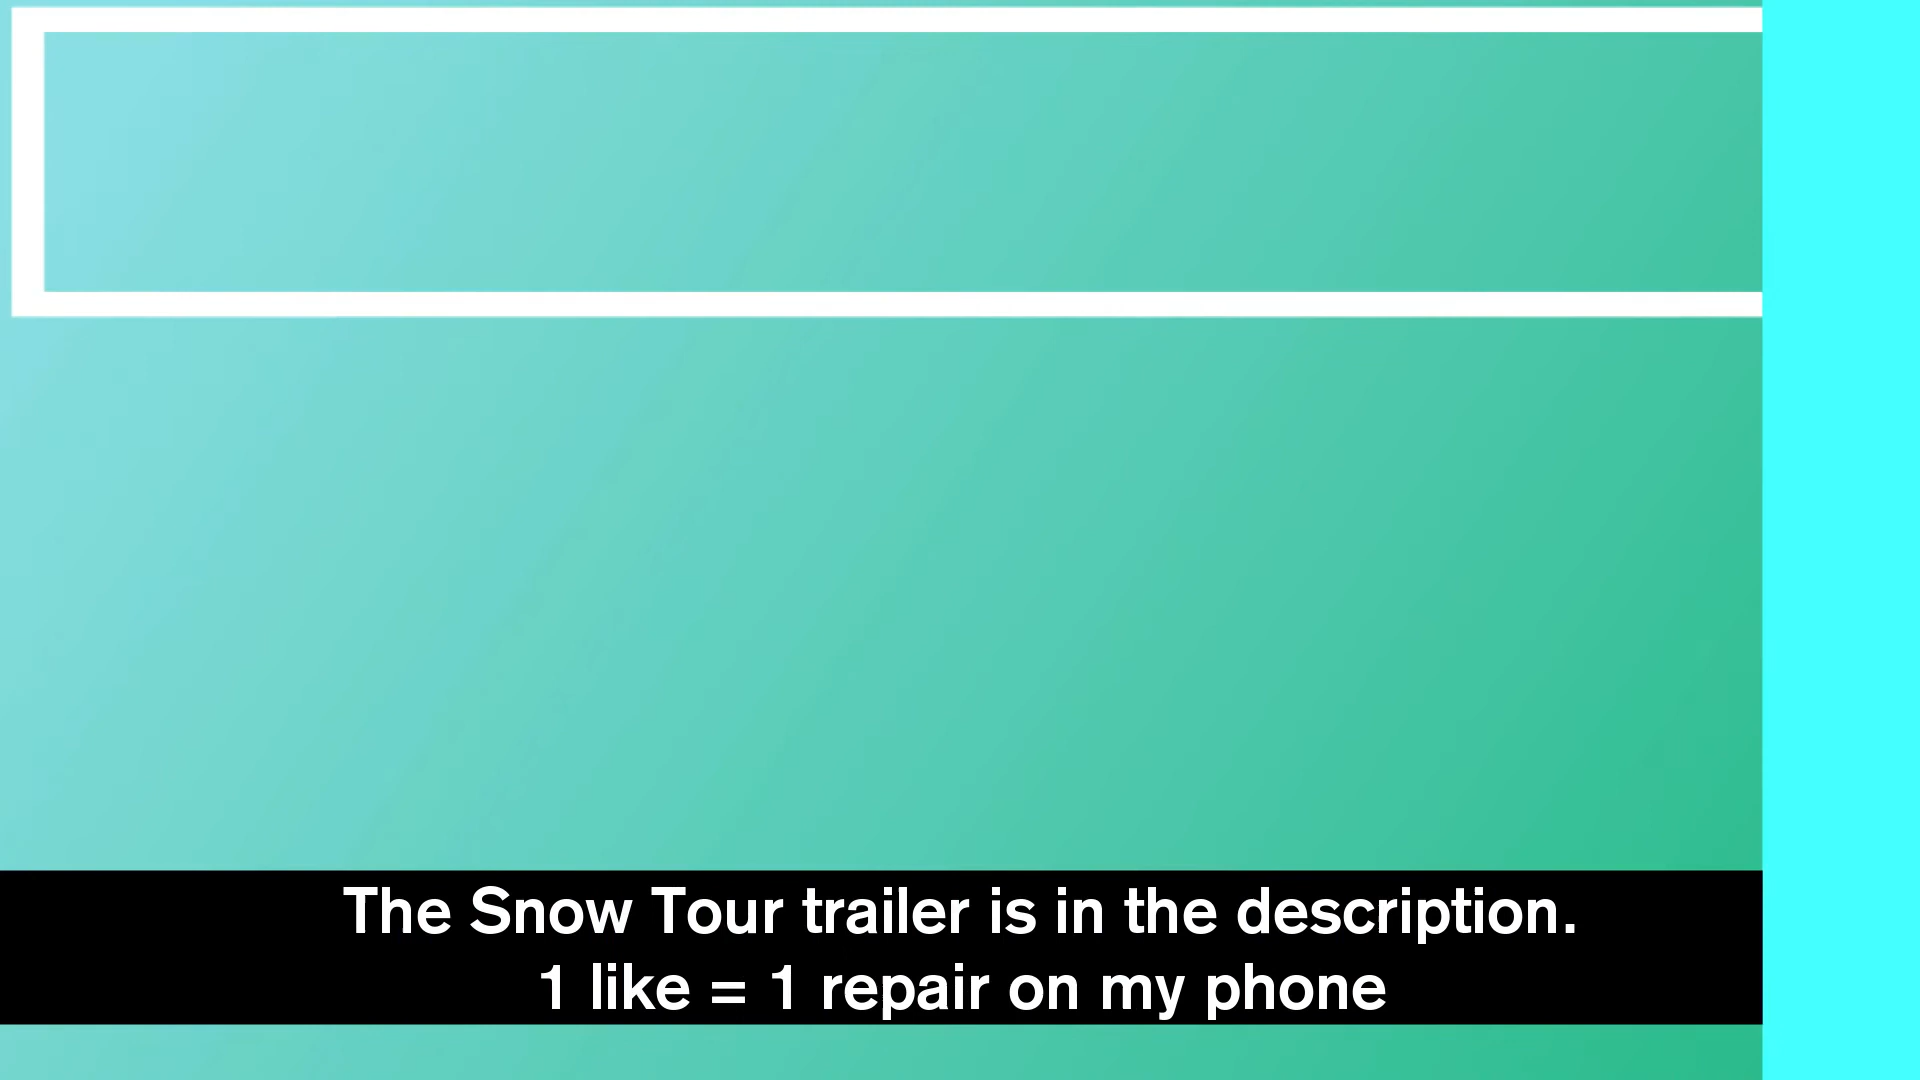 The Snow Tour trailer is in the description.
1 like = 1 repair on my phone